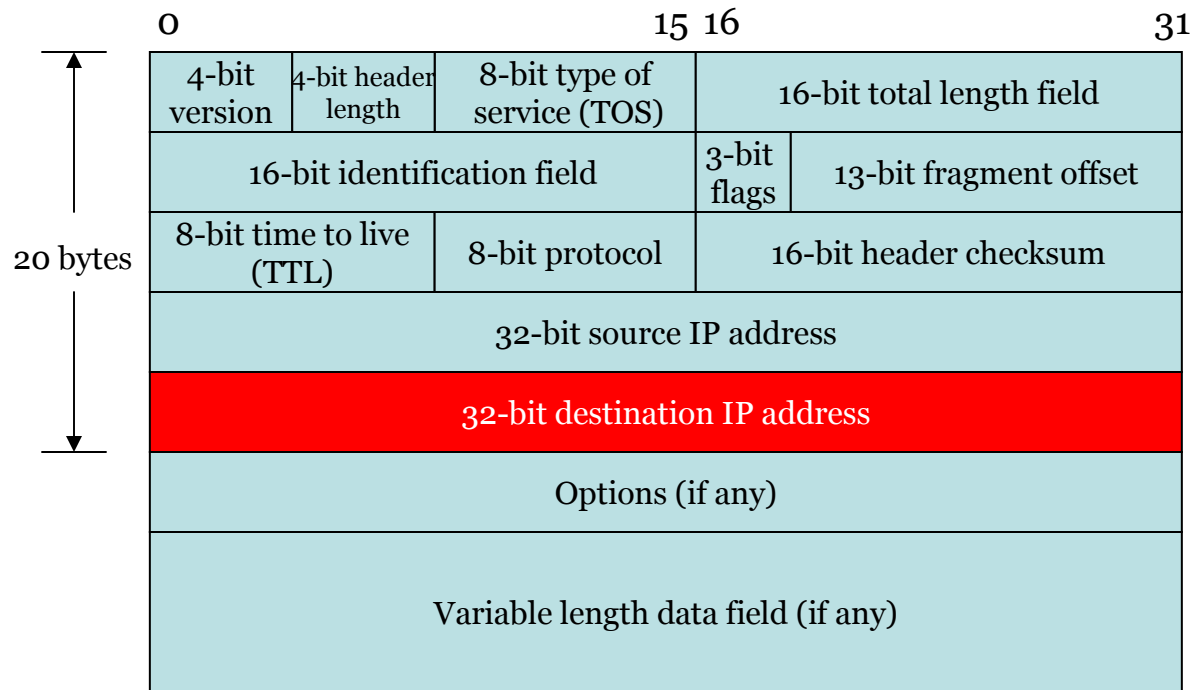 0 15 16 31
4-bit
version
4-bit header
length
8-bit type of
service (TOS)
16-bit total length field
16-bit identification field
3-bit
flags
13-bit fragment offset
8-bit time to live
(TTL)
8-bit protocol
16-bit header checksum
20 bytes
32-bit source IP address
32-bit destination IP address
Options (if any)
Variable length data field (if any)